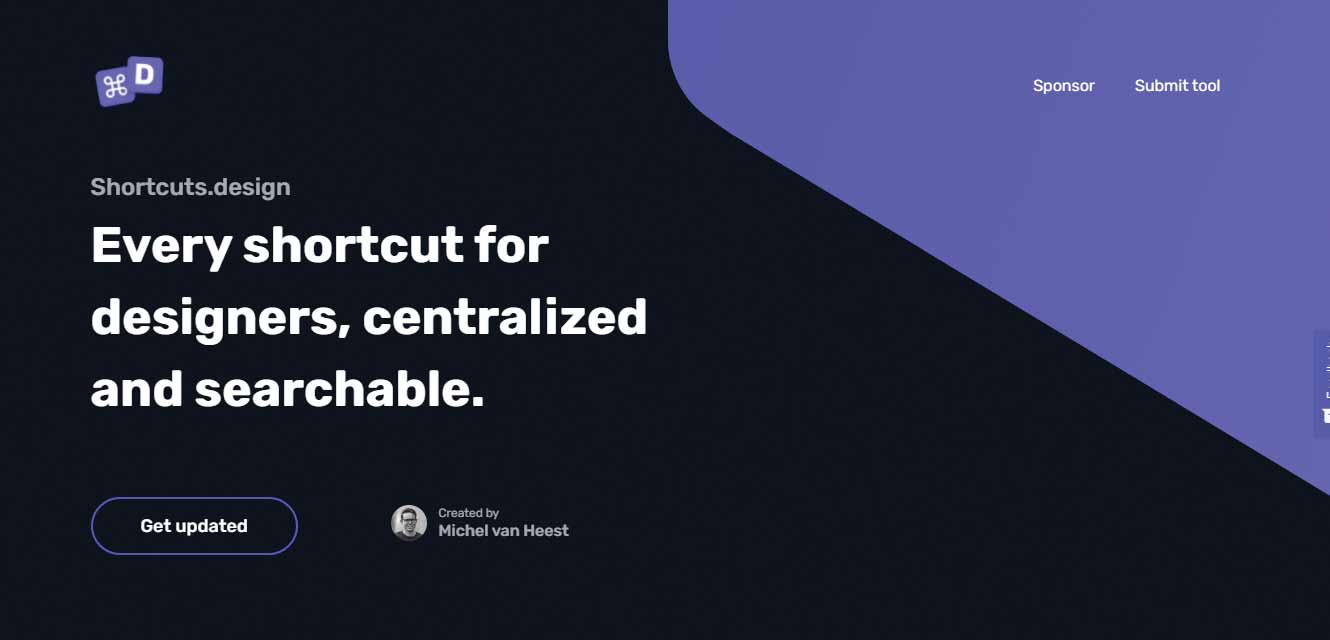 ⌘ D
Sponsor
Submit tool
Shortcuts.design
Every shortcut for
designers, centralized
and searchable.
Get updated
Created by
Michel van Heest